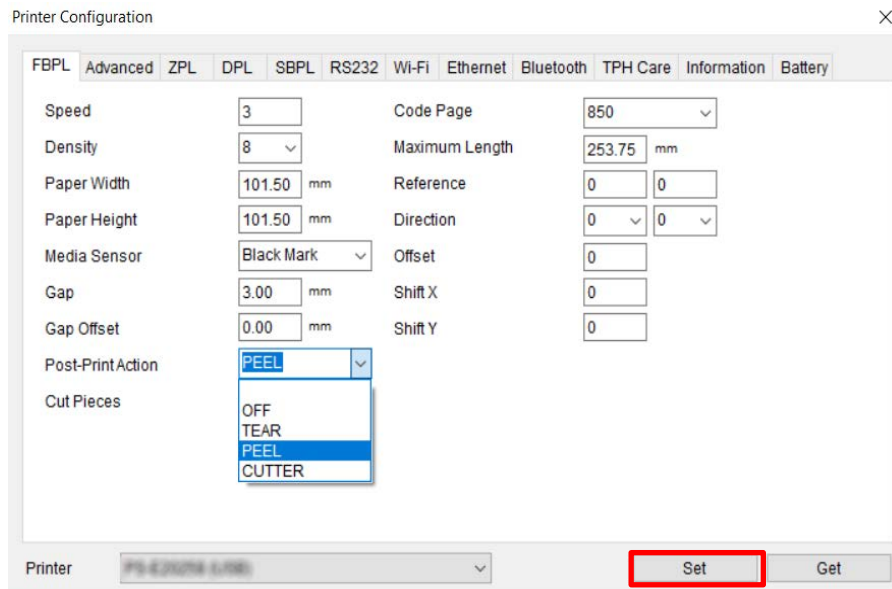 Printer Configuration
FBPL Advanced ZPL DPL SBPL RS232 Wi-Fi Ethernet Bluetooth TPH Care Information Battery
Speed 3 Code Page 850
Density 8 Maximum Length 253.75 mm
Paper Width 101.50 mm Reference 0 0
Paper Height 101.50 mm Direction 0 0
Media Sensor Black Mark Offset 0
Gap 3.00 mm Shift X 0
Gap Offset 0.00 mm Shift Y 0
Post-Print Action PEEL
Cut Pieces
OFF
TEAR
PEEL
CUTTER
Printer Set Get